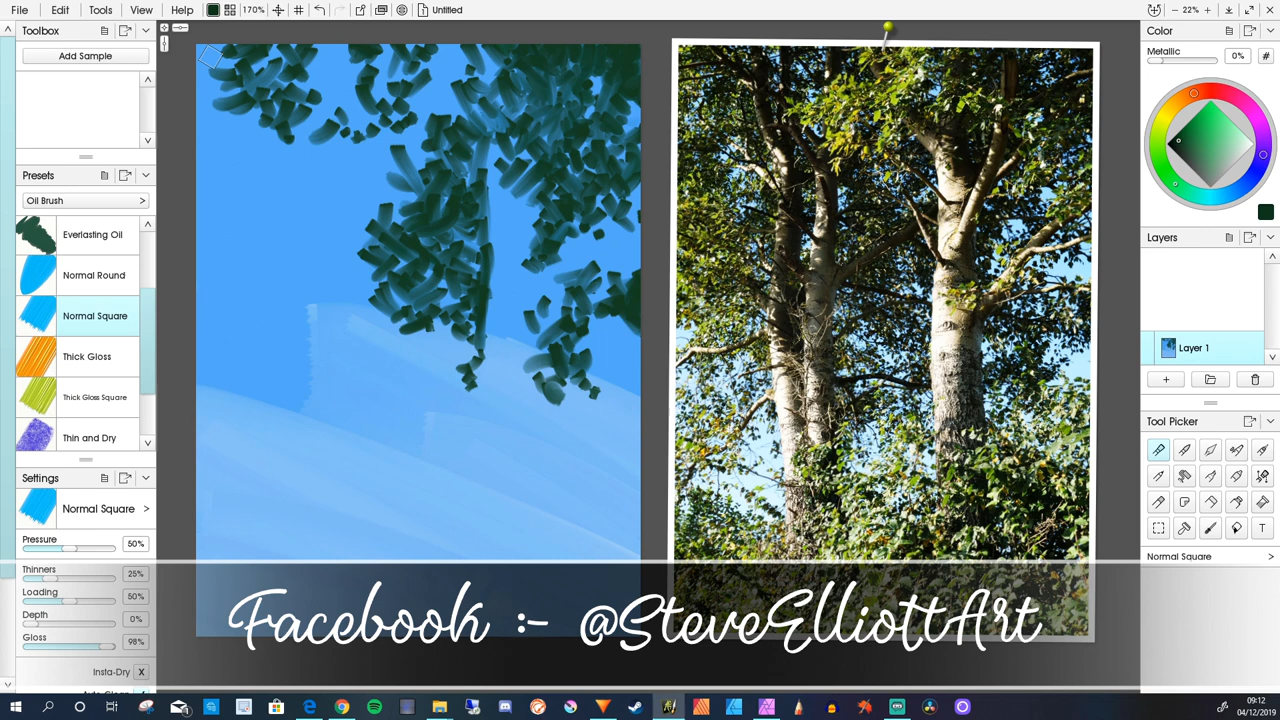 File Edit Tools View Help 170% Untitled 22%
Toolbox
Add Sample
Presets
Oil Brush >
Everlasting Oil
Normal Round
Normal Square
Thick Gloss
Thick Gloss Square
Thin and Dry
Settings
Normal Square >
Pressure
50%
Thinners
25%
Loading
50%
Depth
0%
Gloss
98%
Insta-Dry X
Color
Metallic
0% #
Layers
Layer 1
Tool Picker
T
Normal Square >
Facebook :- @SteveElliottArt
09:12
04/12/2019